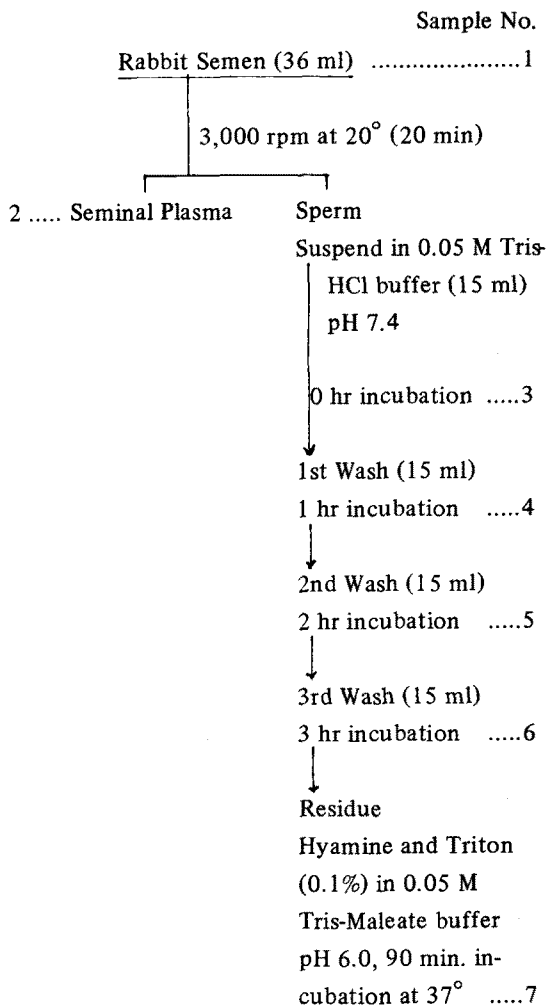 Sample No.
Rabbit Semen (36 ml) ......................1
3,000 rpm at 20° (20 min)
2 ..... Seminal Plasma Sperm
Suspend in 0.05 M Tris-
HCl buffer (15 ml)
pH 7.4
0 hr incubation .....3
1st Wash (15 ml)
1 hr incubation .....4
2nd Wash (15 ml)
2 hr incubation .....5
3rd Wash (15 ml)
3 hr incubation .....6
Residue
Hyamine and Triton
(0.1%) in 0.05 M
Tris-Maleate buffer
pH 6.0, 90 min. in-
cubation at 37° .....7